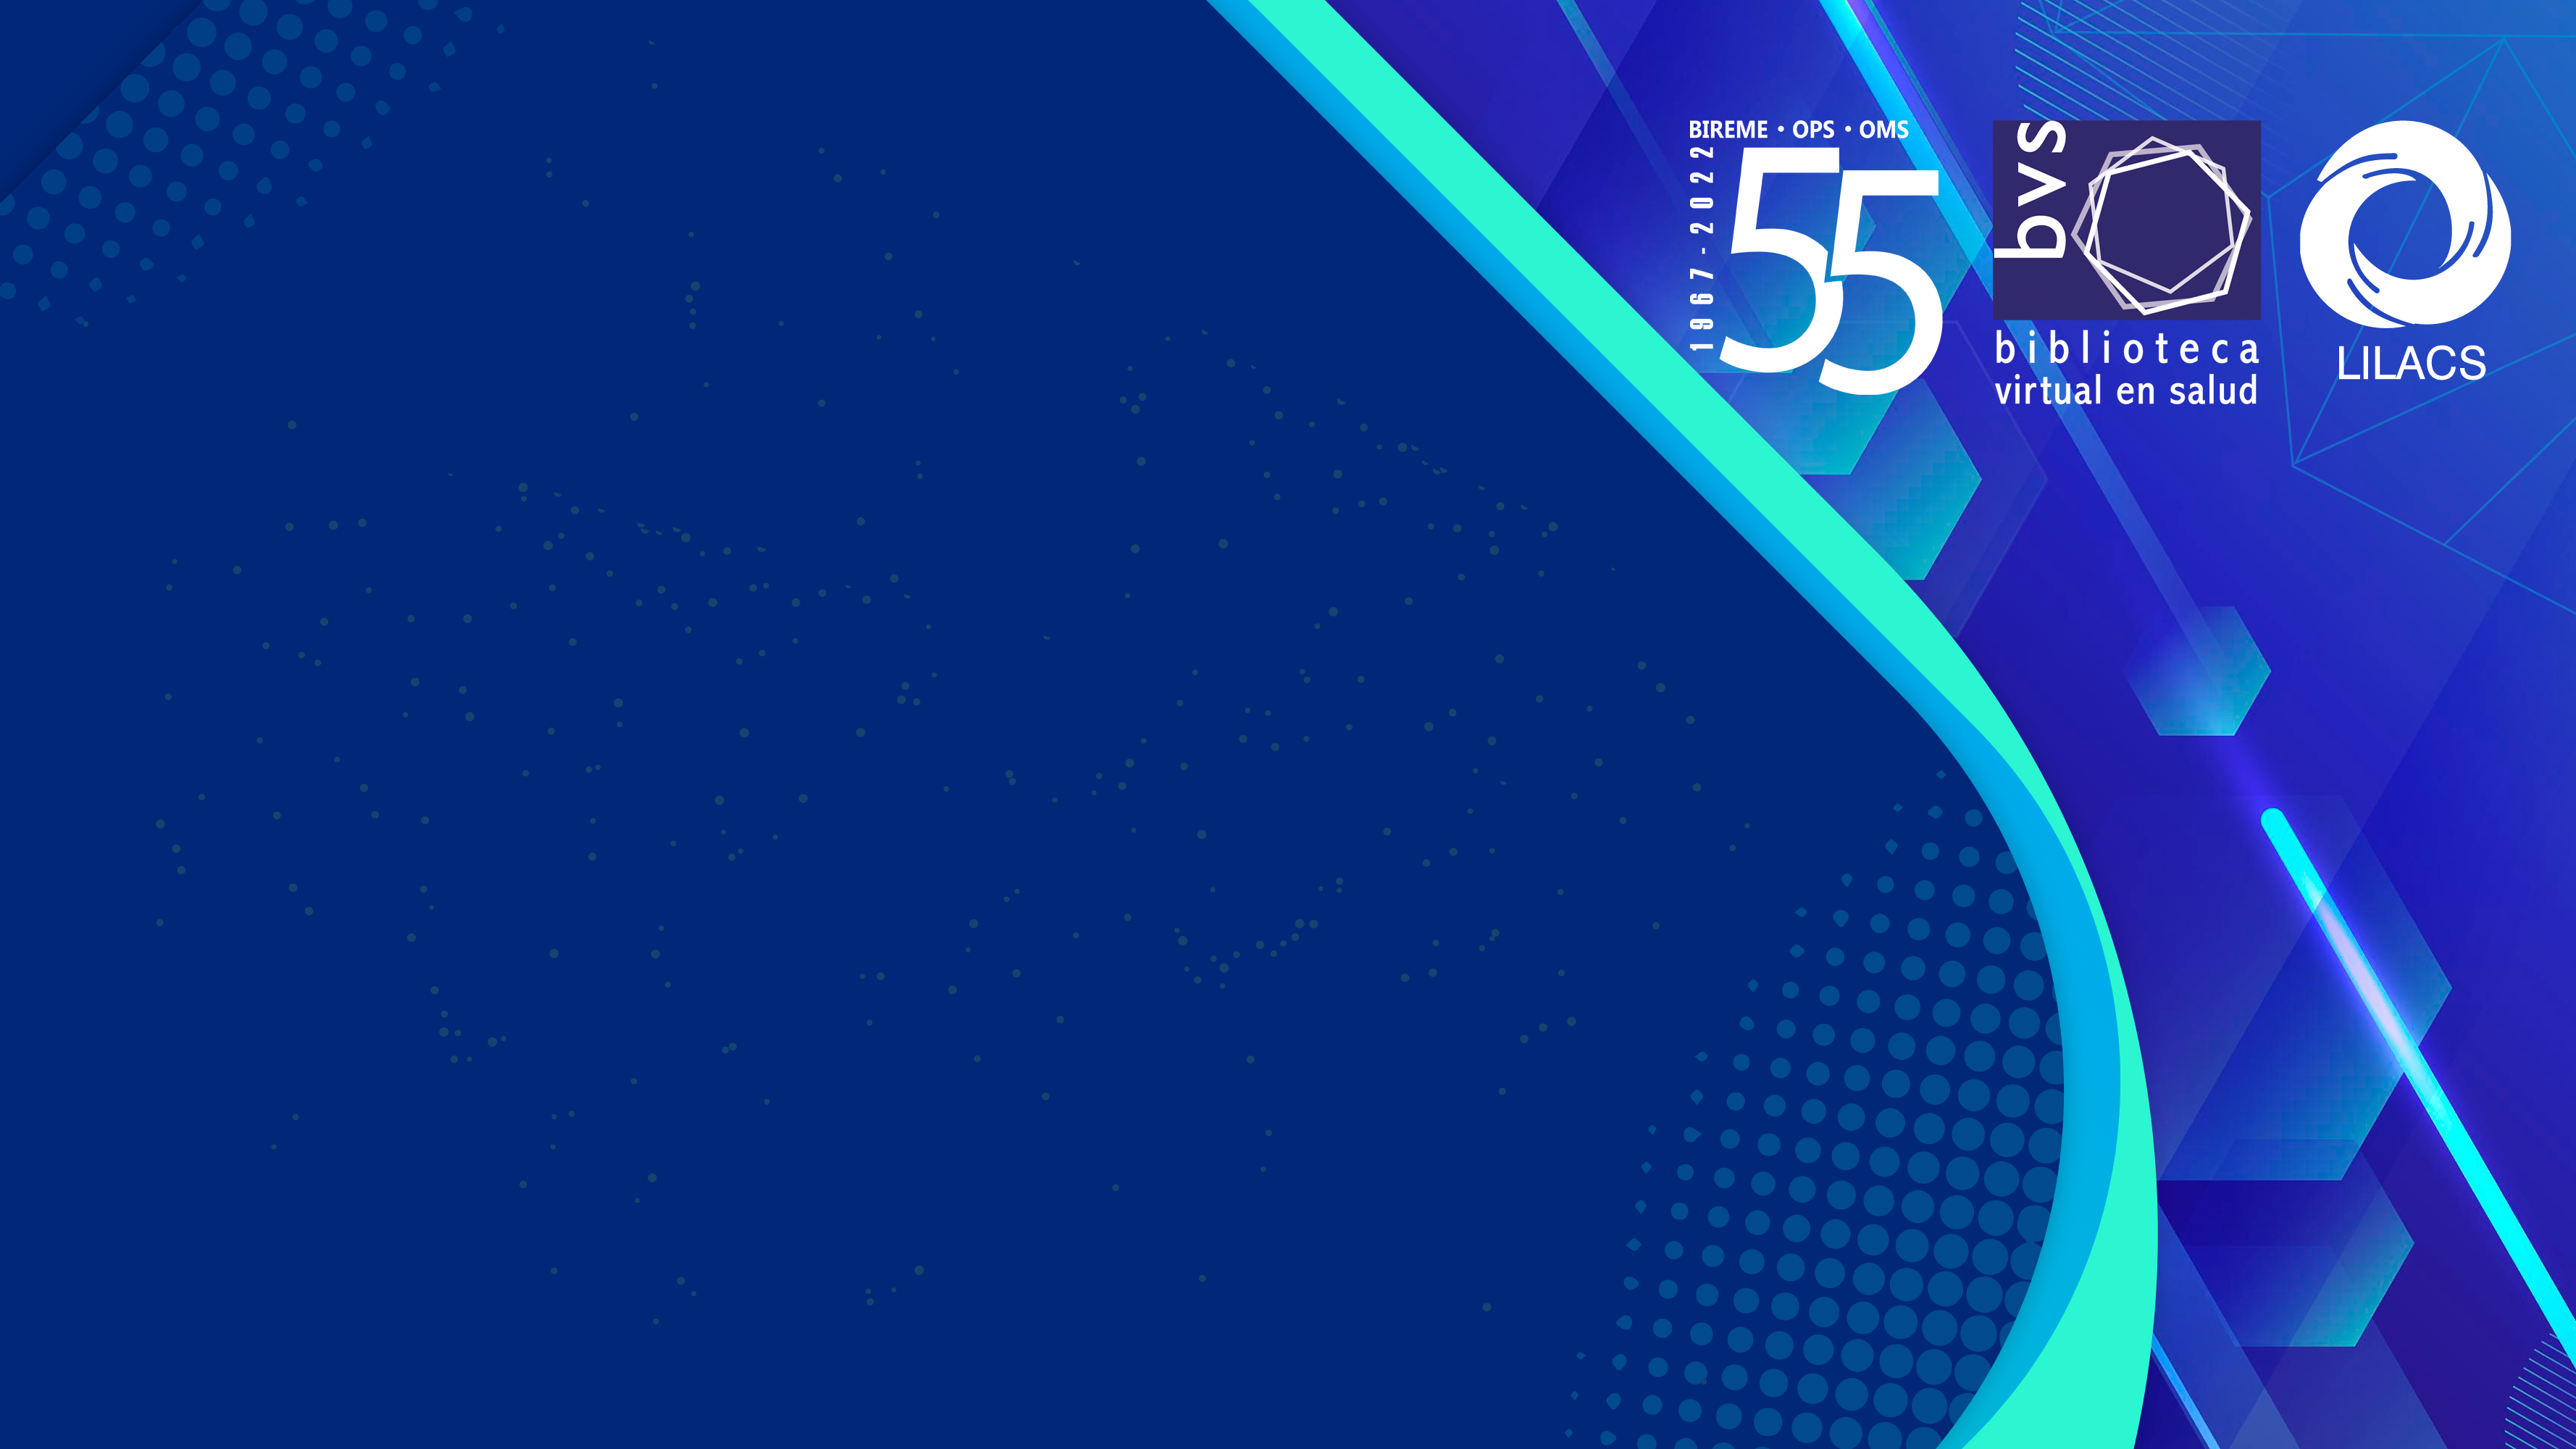 BIREME • OPS • OMS
1967-2022
55
bvs
biblioteca
virtual en salud
LILACS